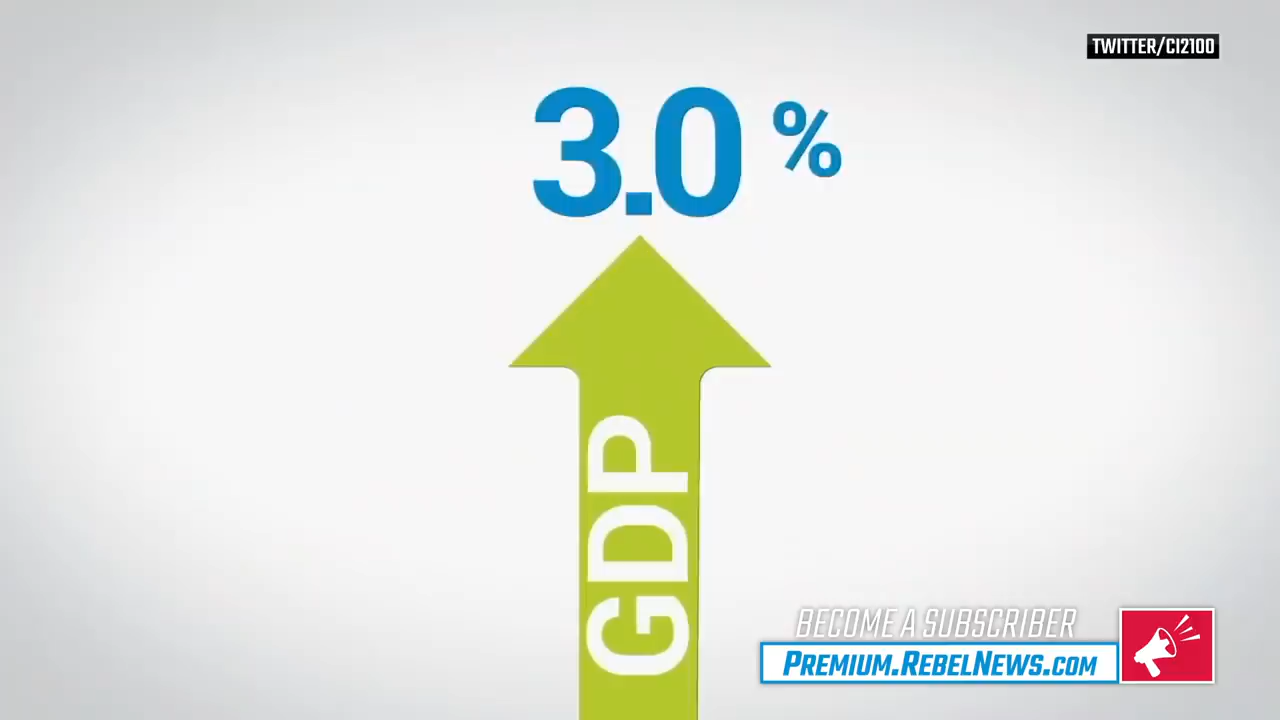 TWITTER/CI2100
3.0 %
GDP
BECOME A SUBSCRIBER
PREMIUM.REBELNEWS.COM